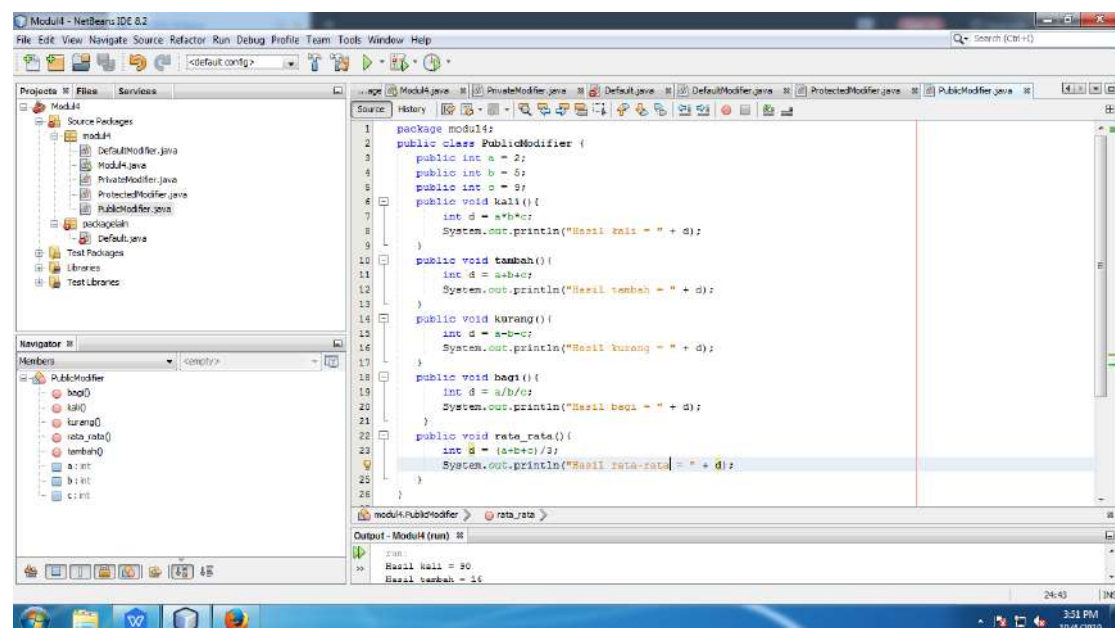 Modul4 - NetBeans IDE 8.2
File Edit View Navigate Source Refactor Run Debug Profile Team Tools Window Help
Search (Ctrl+I)
<default config>
Projects Files Services
Modul4
Source Packages
modul4
DefaultModifier.java
Modul4.java
PrivateModifier.java
ProtectedModifier.java
PublicModifier.java
packagelain
Default.java
Test Packages
Libraries
Test Libraries
...age Modul4.java PrivateModifier.java Default.java DefaultModifier.java ProtectedModifier.java PublicModifier.java
Source History
1 package modul4;
2 public class PublicModifier {
3 public int a = 2;
4 public int b = 5;
5 public int c = 9;
6 public void kali(){
7 int d = a*b*c;
8 System.out.println("Hasil kali = " + d);
9 }
10 public void tambah(){
11 int d = a+b+c;
12 System.out.println("Hasil tambah = " + d);
13 }
14 public void kurang(){
15 int d = a-b-c;
16 System.out.println("Hasil kurang = " + d);
17 }
18 public void bagi(){
19 int d = a/b/c;
20 System.out.println("Hasil bagi = " + d);
21 }
22 public void rata_rata(){
23 int d = (a+b+c)/3;
System.out.println("Hasil rata-rata = " + d);
25 }
26 }
Navigator
Members <empty>
PublicModifier
bagi()
kali()
kurang()
rata_rata()
tambah()
a : int
b : int
c : int
modul4.PublicModifier rata_rata
Output - Modul4 (run)
run:
Hasil kali = 90
Hasil tambah = 16
24:43 INS
3:51 PM